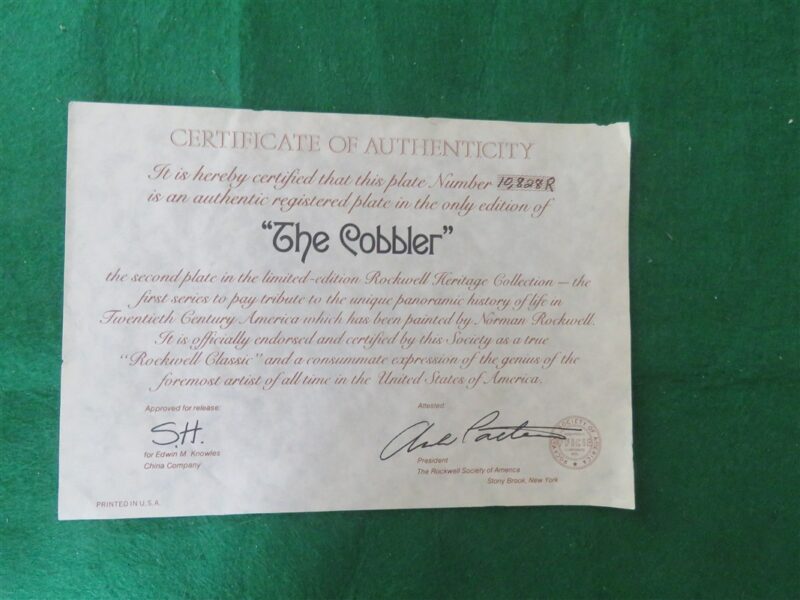 CERTIFICATE OF AUTHENTICITY
It is hereby certified that this plate Number 10,828R
is an authentic registered plate in the only edition of
"The Cobbler"
the second plate in the limited-edition Rockwell Heritage Collection — the
first series to pay tribute to the unique panoramic history of life in
Twentieth Century America which has been painted by Norman Rockwell.
It is officially endorsed and certified by this Society as a true
"Rockwell Classic" and a consummate expression of the genius of the
foremost artist of all time in the United States of America.
Approved for release:
S.H.
for Edwin M. Knowles
China Company
Attested:
President
The Rockwell Society of America
Stony Brook, New York
SOCIETY OF AMERICA
PRINTED IN U.S.A.